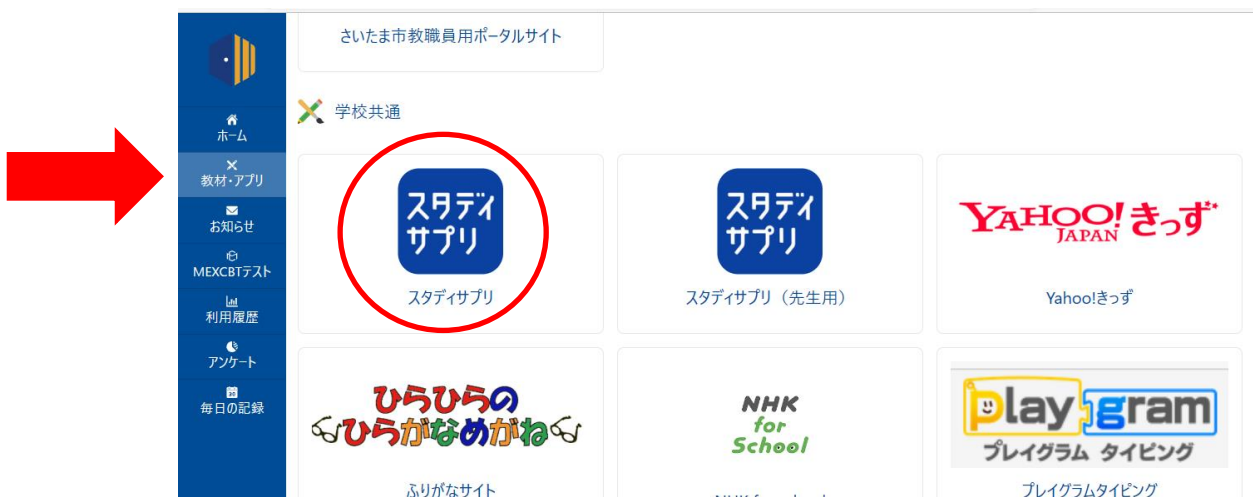 さいたま市教職員用ポータルサイト
ホーム
教材・アプリ
お知らせ
MEXCBTテスト
利用履歴
アンケート
毎日の記録
学校共通
スタディ
サプリ
スタディサプリ
スタディ
サプリ
スタディサプリ（先生用）
YAHOO!きっず
JAPAN
Yahoo!きっず
ひらひらの
ひらがなめがね
ふりがなサイト
NHK
for
School
playgram
プレイグラム タイピング
プレイグラムタイピング